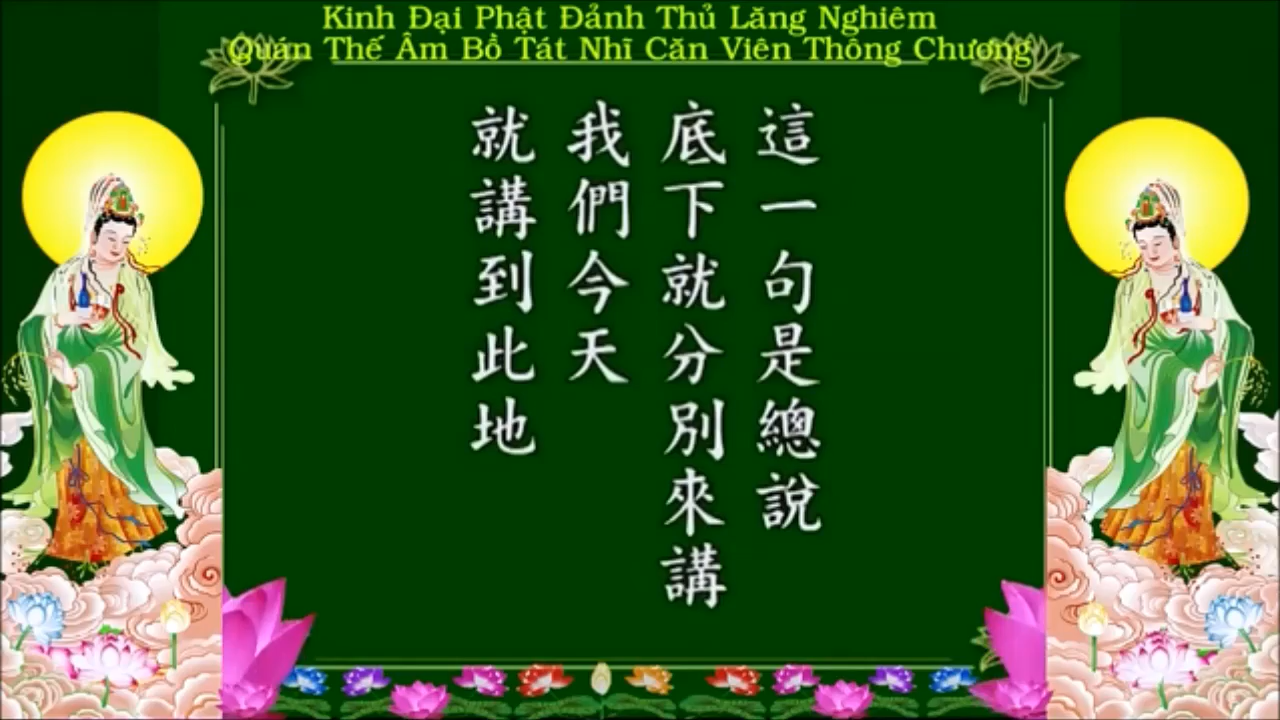 Kinh Đại Phật Đảnh Thủ Lăng Nghiêm
Quán Thế Âm Bồ Tát Nhĩ Căn Viên Thông Chương
這一句是總說
底下就分別來講
我們今天
就講到此地